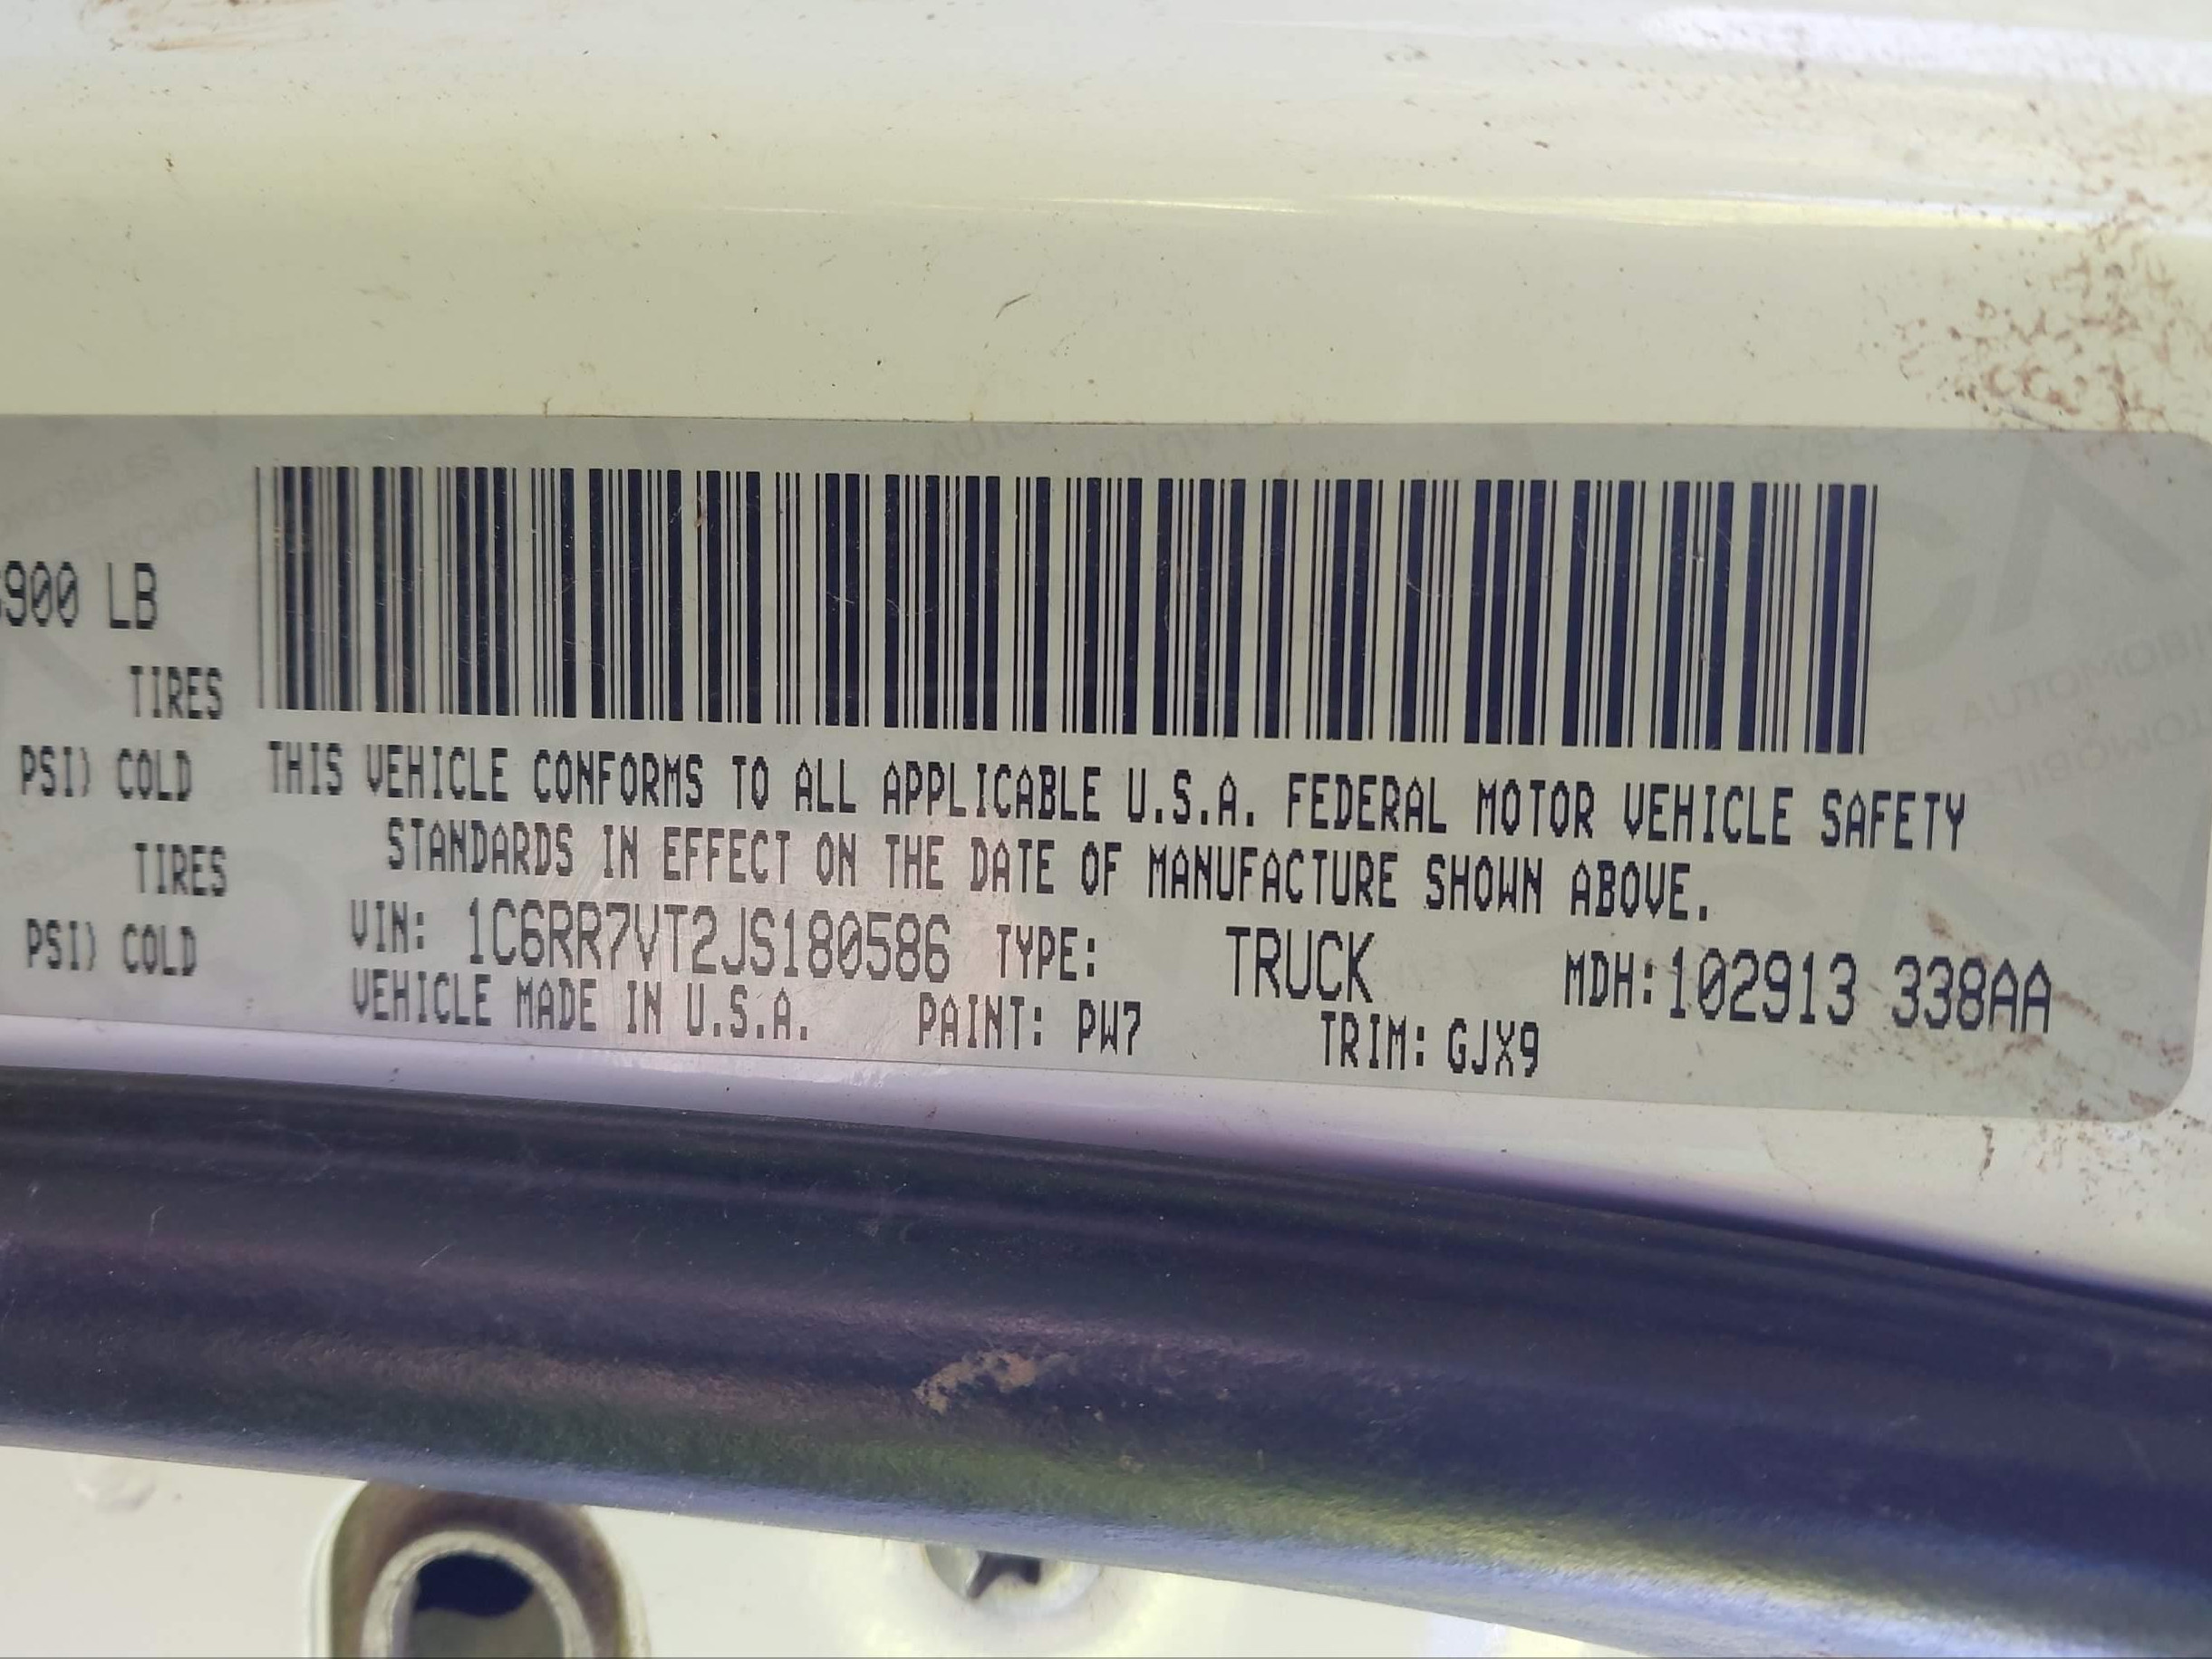 900 LB
TIRES
PSI) COLD
TIRES
PSI) COLD
THIS VEHICLE CONFORMS TO ALL APPLICABLE U.S.A. FEDERAL MOTOR VEHICLE SAFETY
STANDARDS IN EFFECT ON THE DATE OF MANUFACTURE SHOWN ABOVE.
VIN: 1C6RR7VT2JS180586 TYPE: TRUCK MDH:102913 338AA
VEHICLE MADE IN U.S.A. PAINT: PW7 TRIM: GJX9